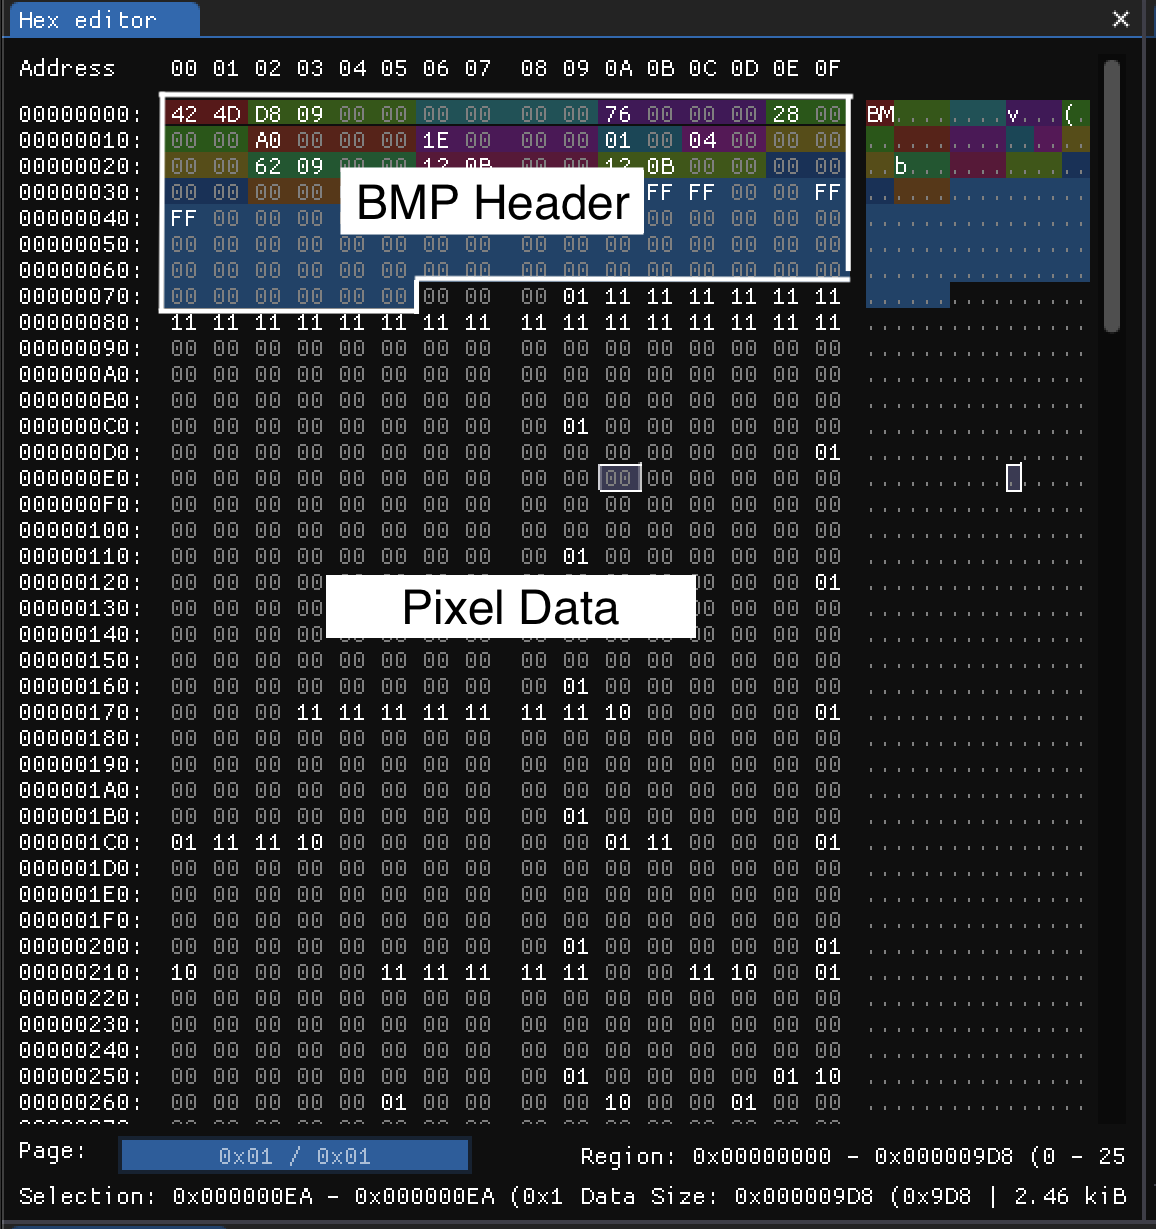 Hex editor
Address 00 01 02 03 04 05 06 07 08 09 0A 0B 0C 0D 0E 0F
00000000: 42 4D D8 09 00 00 00 00 00 00 76 00 00 00 28 00 BM........v...(.
00000010: 00 00 A0 00 00 00 1E 00 00 00 01 00 04 00 00 00 ................
00000020: 00 00 62 09 00 00 12 0B 00 00 12 0B 00 00 00 00 ..b.............
00000030: 00 00 00 00 FF FF 00 00 FF ................
BMP Header
00000040: FF 00 00 00 00 00 00 00 00 ................
00000050: 00 00 00 00 00 00 00 00 00 00 00 00 00 00 00 00 ................
00000060: 00 00 00 00 00 00 00 00 00 00 00 00 00 00 00 00 ................
00000070: 00 00 00 00 00 00 00 00 00 01 11 11 11 11 11 11 ................
00000080: 11 11 11 11 11 11 11 11 11 11 11 11 11 11 11 11 ................
00000090: 00 00 00 00 00 00 00 00 00 00 00 00 00 00 00 00 ................
000000A0: 00 00 00 00 00 00 00 00 00 00 00 00 00 00 00 00 ................
000000B0: 00 00 00 00 00 00 00 00 00 00 00 00 00 00 00 00 ................
000000C0: 00 00 00 00 00 00 00 00 00 01 00 00 00 00 00 00 ................
000000D0: 00 00 00 00 00 00 00 00 00 00 00 00 00 00 00 01 ................
000000E0: 00 00 00 00 00 00 00 00 00 00 00 00 00 00 00 00 ................
000000F0: 00 00 00 00 00 00 00 00 00 00 00 00 00 00 00 00 ................
00000100: 00 00 00 00 00 00 00 00 00 00 00 00 00 00 00 00 ................
00000110: 00 00 00 00 00 00 00 00 00 01 00 00 00 00 00 00 ................
00000120: 00 00 00 00 00 00 00 01 ................
Pixel Data
00000130: 00 00 00 00 00 00 00 00 ................
00000140: 00 00 00 00 00 00 00 00 00 00 00 00 00 00 00 00 ................
00000150: 00 00 00 00 00 00 00 00 00 00 00 00 00 00 00 00 ................
00000160: 00 00 00 00 00 00 00 00 00 01 00 00 00 00 00 00 ................
00000170: 00 00 00 11 11 11 11 11 11 11 10 00 00 00 00 01 ................
00000180: 00 00 00 00 00 00 00 00 00 00 00 00 00 00 00 00 ................
00000190: 00 00 00 00 00 00 00 00 00 00 00 00 00 00 00 00 ................
000001A0: 00 00 00 00 00 00 00 00 00 00 00 00 00 00 00 00 ................
000001B0: 00 00 00 00 00 00 00 00 00 01 00 00 00 00 00 00 ................
000001C0: 01 11 11 10 00 00 00 00 00 00 01 11 00 00 00 01 ................
000001D0: 00 00 00 00 00 00 00 00 00 00 00 00 00 00 00 00 ................
000001E0: 00 00 00 00 00 00 00 00 00 00 00 00 00 00 00 00 ................
000001F0: 00 00 00 00 00 00 00 00 00 00 00 00 00 00 00 00 ................
00000200: 00 00 00 00 00 00 00 00 00 01 00 00 00 00 00 01 ................
00000210: 10 00 00 00 00 11 11 11 11 11 00 00 11 10 00 01 ................
00000220: 00 00 00 00 00 00 00 00 00 00 00 00 00 00 00 00 ................
00000230: 00 00 00 00 00 00 00 00 00 00 00 00 00 00 00 00 ................
00000240: 00 00 00 00 00 00 00 00 00 00 00 00 00 00 00 00 ................
00000250: 00 00 00 00 00 00 00 00 00 01 00 00 00 00 01 10 ................
00000260: 00 00 00 00 00 01 00 00 00 00 10 00 00 01 00 00 ................
Page: 0x01 / 0x01 Region: 0x00000000 - 0x000009D8 (0 - 25
Selection: 0x000000EA - 0x000000EA (0x1 Data Size: 0x000009D8 (0x9D8 | 2.46 kiB